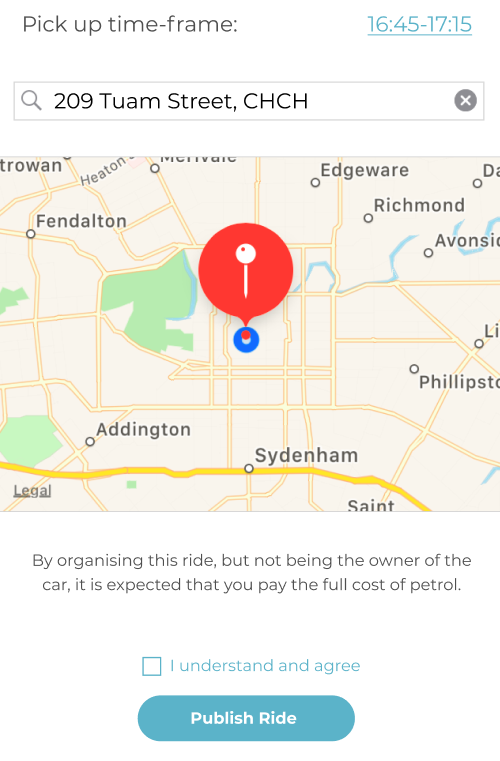 Pick up time-frame: 16:45-17:15
209 Tuam Street, CHCH
Merivale
Edgeware
Heaton
Richmond
Fendalton
Addington
Sydenham
Legal
Saint
By organising this ride, but not being the owner of the
car, it is expected that you pay the full cost of petrol.
I understand and agree
Publish Ride